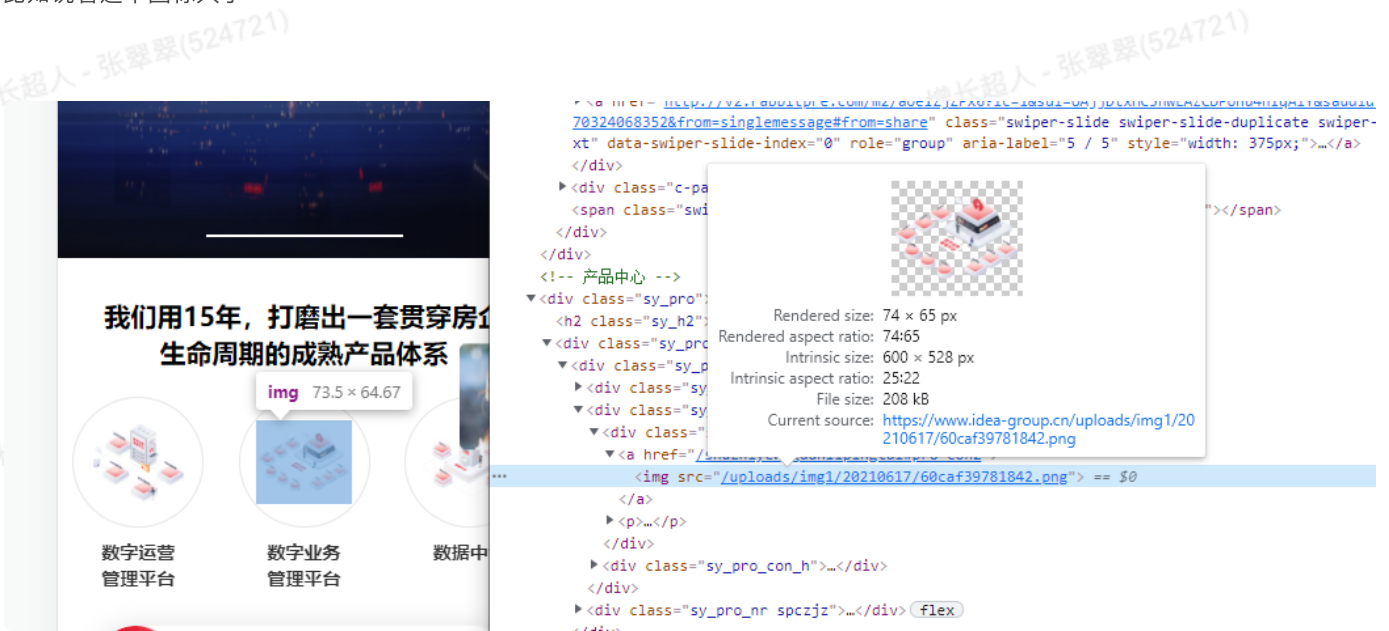 张翠翠(524721)
长超人 - 张翠翠(524721)
增长超人 - 张翠翠(524721)
70324068352&from=singlemessage#from=share" class="swiper-slide swiper-slide-duplicate swiper-
xt" data-swiper-slide-index="0" role="group" aria-label="5 / 5" style="width: 375px;">…</a>
</div>
<div class="c-pa
<span class="swi
"></span>
</div>
</div>
<!-- 产品中心 -->
<div class="sy_pro">
<h2 class="sy_h2">
<div class="sy_pro
<div class="sy_p
<div class="sy
<div class="sy
<div class="
<a href="/
<img src="/uploads/img1/20210617/60caf39781842.png"> == $0
</a>
<p>…</p>
</div>
<div class="sy_pro_con_h">…</div>
</div>
<div class="sy_pro_nr spczjz">…</div> flex
Rendered size: 74 × 65 px
Rendered aspect ratio: 74∶65
Intrinsic size: 600 × 528 px
Intrinsic aspect ratio: 25∶22
File size: 208 kB
Current source: https://www.idea-group.cn/uploads/img1/20
210617/60caf39781842.png
我们用15年，打磨出一套贯穿房企
生命周期的成熟产品体系
img 73.5 × 64.67
数字运营
管理平台
数字业务
管理平台
数据中